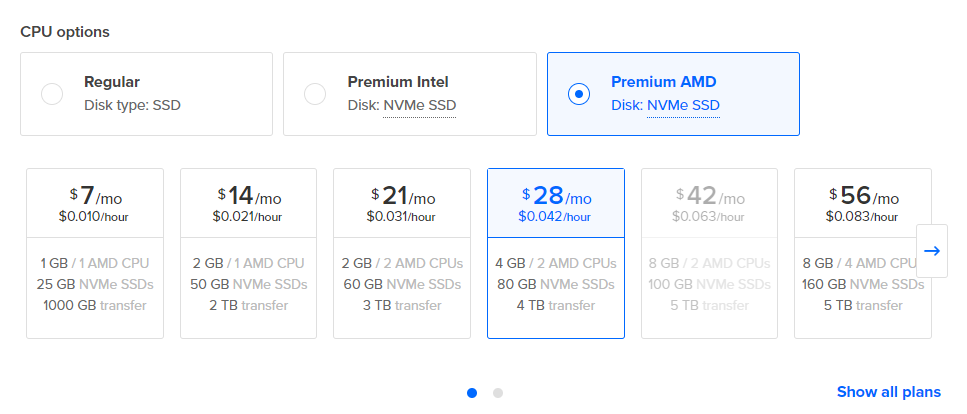 CPU options
Regular
Disk type: SSD
Premium Intel
Disk: NVMe SSD
Premium AMD
Disk: NVMe SSD
$7/mo
$0.010/hour
1 GB / 1 AMD CPU
25 GB NVMe SSDs
1000 GB transfer
$14/mo
$0.021/hour
2 GB / 1 AMD CPU
50 GB NVMe SSDs
2 TB transfer
$21/mo
$0.031/hour
2 GB / 2 AMD CPUs
60 GB NVMe SSDs
3 TB transfer
$28/mo
$0.042/hour
4 GB / 2 AMD CPUs
80 GB NVMe SSDs
4 TB transfer
$42/mo
$0.063/hour
8 GB / 2 AMD CPUs
100 GB NVMe SSDs
5 TB transfer
$56/mo
$0.083/hour
8 GB / 4 AMD CPU
160 GB NVMe SSDs
5 TB transfer
Show all plans